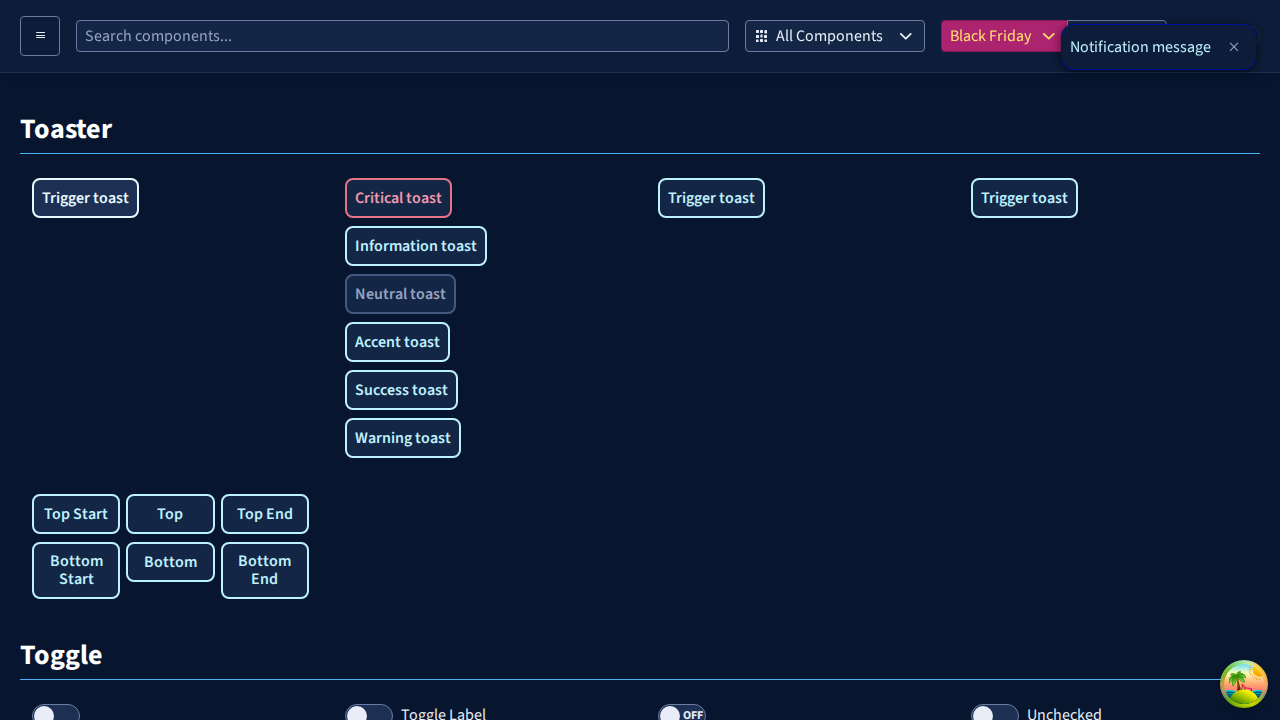 Search components...
All Components
Black Friday
Notification message
Toaster
Trigger toast
Critical toast
Trigger toast
Trigger toast
Information toast
Neutral toast
Accent toast
Success toast
Warning toast
Top Start
Top
Top End
Bottom
Start
Bottom
Bottom
End
Toggle
Toggle Label
OFF
Unchecked